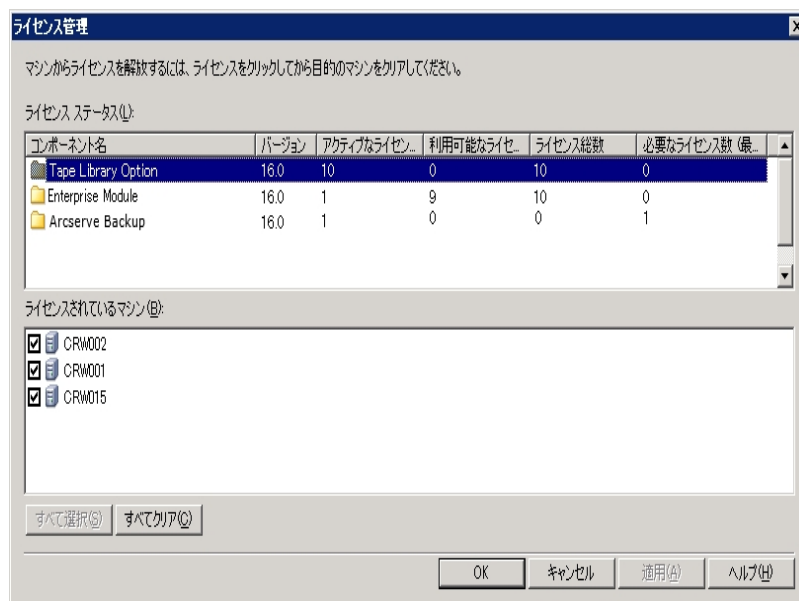 ライセンス管理
マシンからライセンスを解放するには、ライセンスをクリックしてから目的のマシンをクリアしてください。
ライセンス ステータス(L):
コンポーネント名 バージョン アクティブなライセン... 利用可能なライセ... ライセンス総数 必要なライセンス数 (最...
Tape Library Option 16.0 10 0 10 0
Enterprise Module 16.0 1 9 10 0
Arcserve Backup 16.0 1 0 0 1
ライセンスされているマシン(B):
CRW002
CRW001
CRW015
すべて選択(S) すべてクリア(C)
OK キャンセル 適用(A) ヘルプ(H)